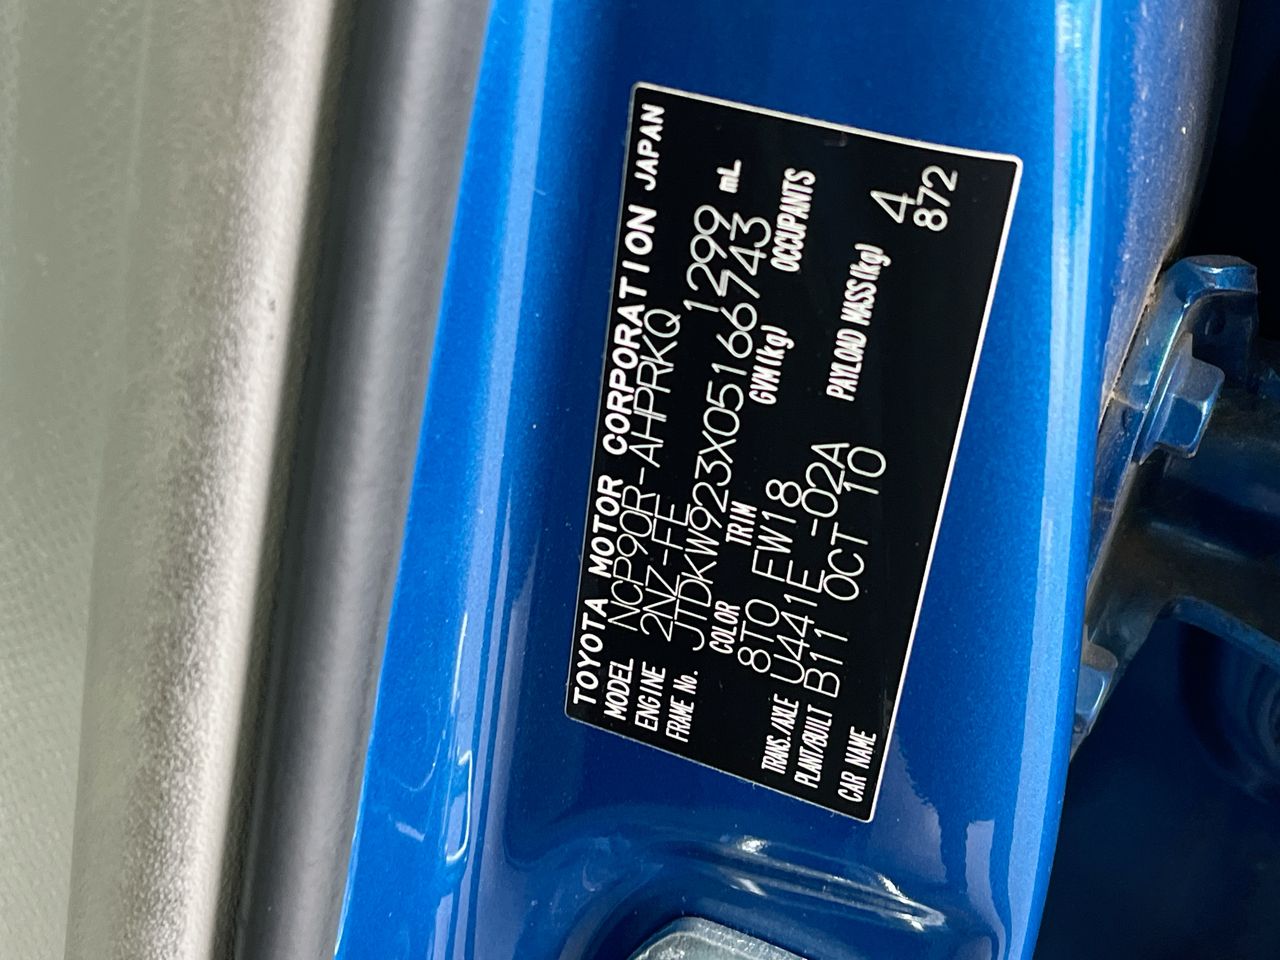 TOYOTA MOTOR CORPORATION JAPAN
MODEL NCP90R-AHPRKQ
ENGINE 2NZ-FE 1299 mL
FRAME No. JTDKW923X05166743
COLOR TRIM GVM(kg) OCCUPANTS
8T0 FW18 4
TRANS./AXLE U441E -02A PAYLOAD MASS(kg) 872
PLANT/BUILT B11 OCT 10
CAR NAME